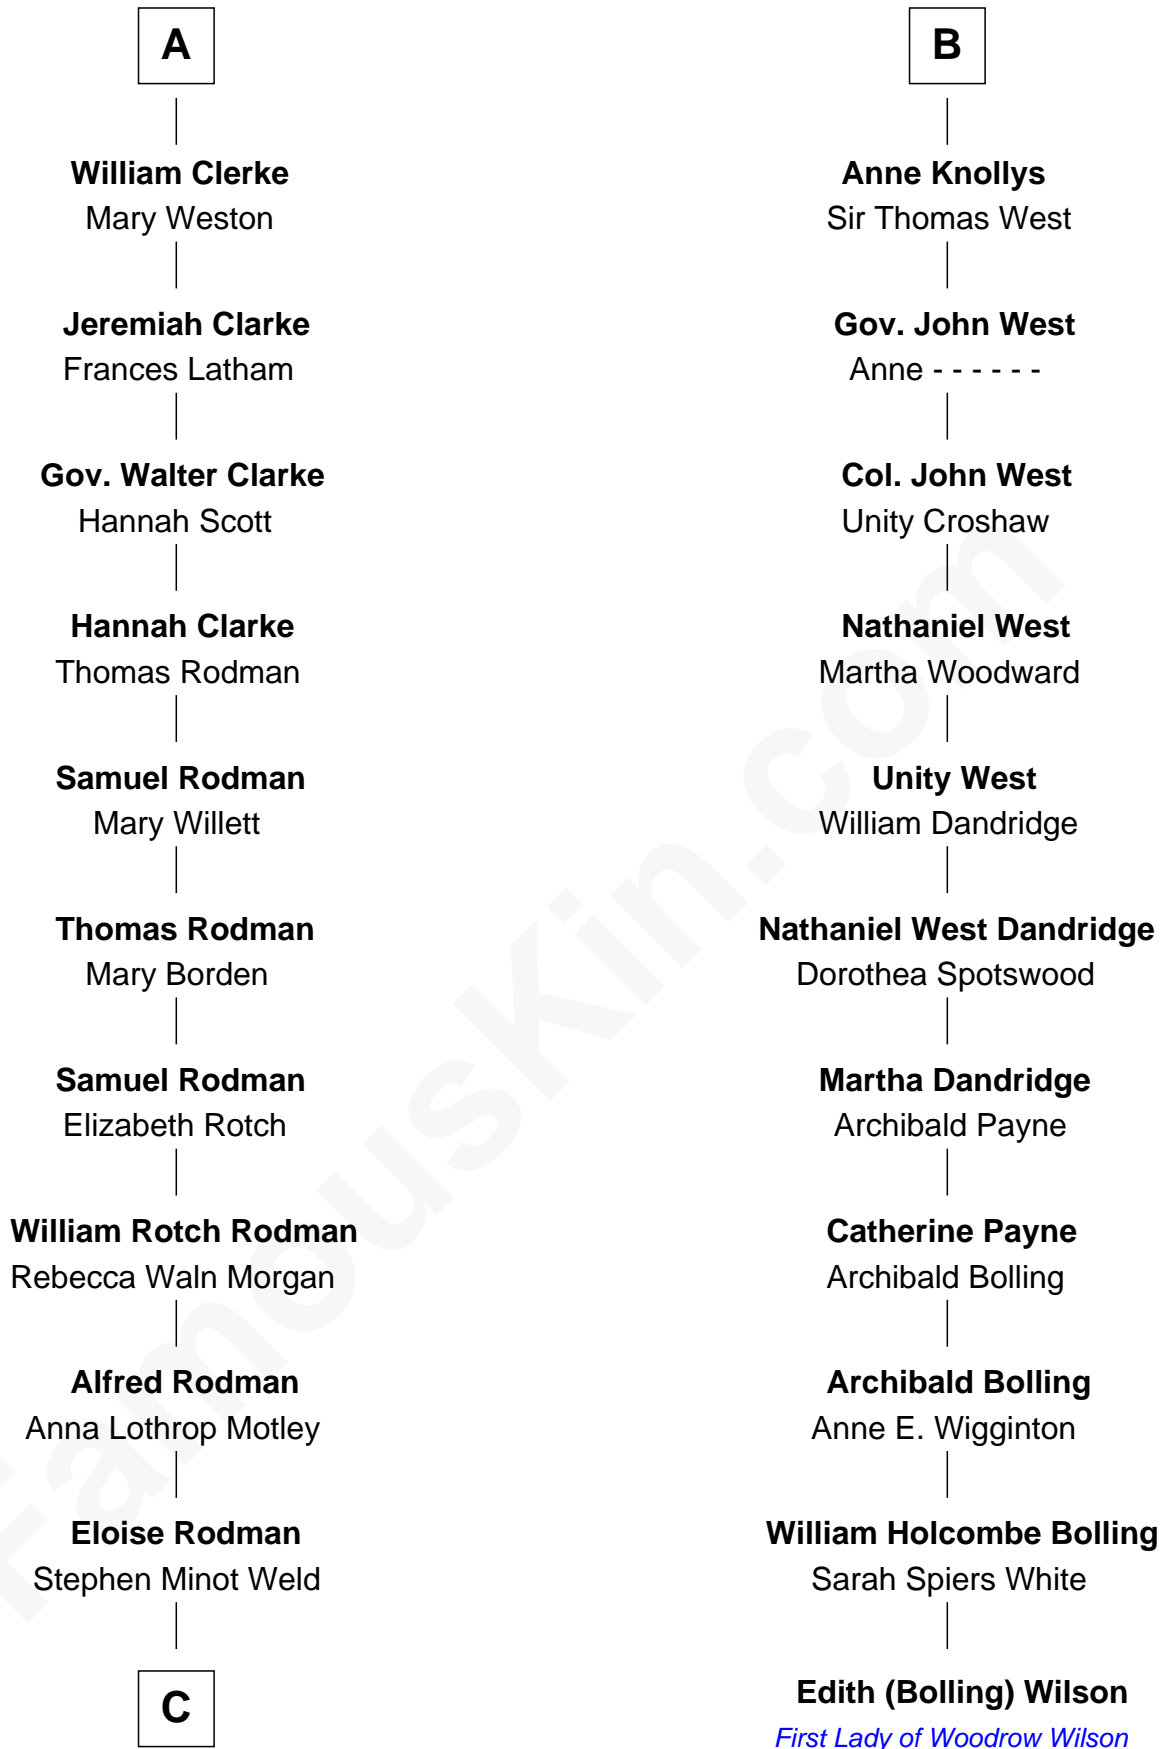 A
William Clerke
Mary Weston
Jeremiah Clarke
Frances Latham
Gov. Walter Clarke
Hannah Scott
Hannah Clarke
Thomas Rodman
Samuel Rodman
Mary Willett
Thomas Rodman
Mary Borden
Samuel Rodman
Elizabeth Rotch
William Rotch Rodman
Rebecca Waln Morgan
Alfred Rodman
Anna Lothrop Motley
Eloise Rodman
Stephen Minot Weld
C
B
Anne Knollys
Sir Thomas West
Gov. John West
Anne - - - - - -
Col. John West
Unity Croshaw
Nathaniel West
Martha Woodward
Unity West
William Dandridge
Nathaniel West Dandridge
Dorothea Spotswood
Martha Dandridge
Archibald Payne
Catherine Payne
Archibald Bolling
Archibald Bolling
Anne E. Wigginton
William Holcombe Bolling
Sarah Spiers White
Edith (Bolling) Wilson
First Lady of Woodrow Wilson
FamousKin.com